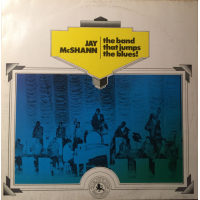 JAY
McSHANN
the band
that jumps
the blues!